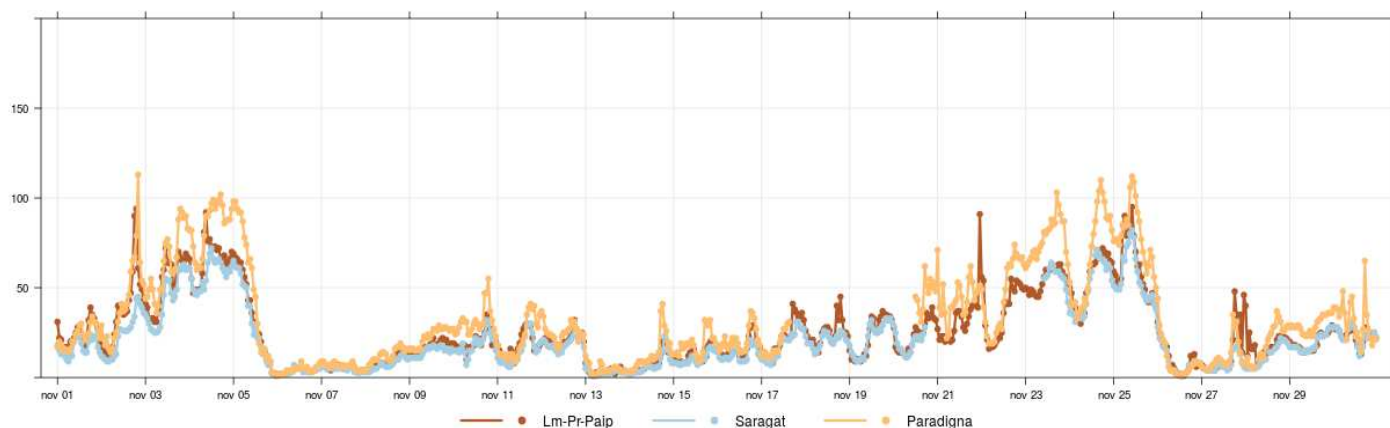 150
100
50
nov 01 nov 03 nov 05 nov 07 nov 09 nov 11 nov 13 nov 15 nov 17 nov 19 nov 21 nov 23 nov 25 nov 27 nov 29
Lm-Pr-Paip Saragat Paradigna